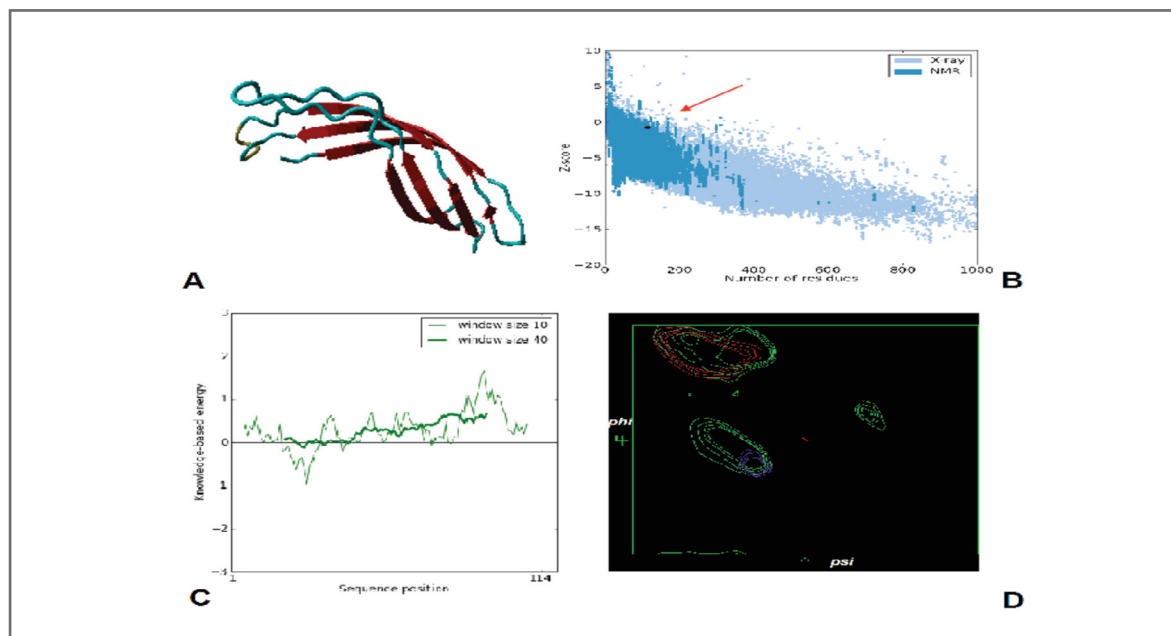 A
10
5
0
−5
−10
−15
−20
Z-score
X-ray
NMR
0 200 400 600 800 1000
Number of residues
B
3
2
1
0
1
−2
−3
Knowledge-based energy
window size 10
window size 40
1 114
Sequence position
C
phi
psi
D